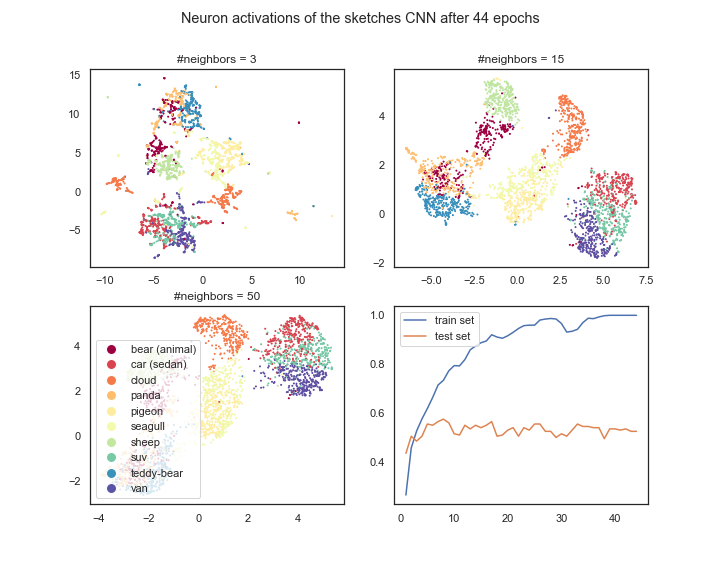 Neuron activations of the sketches CNN after 44 epochs
#neighbors = 3
15
10
5
0
−5
−10
−5
0
5
10
#neighbors = 15
4
2
0
−2
−5.0
−2.5
0.0
2.5
5.0
7.5
#neighbors = 50
4
2
0
−2
−4
−2
0
2
4
bear (animal)
car (sedan)
cloud
panda
pigeon
seagull
sheep
suv
teddy-bear
van
1.0
0.8
0.6
0.4
0
10
20
30
40
train set
test set